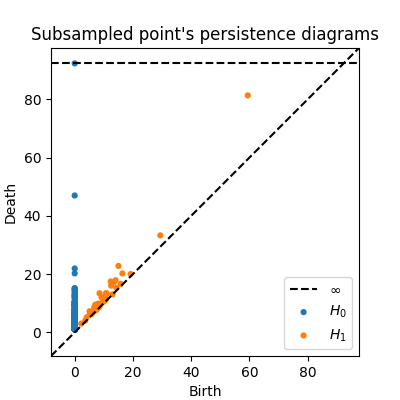 Subsampled point's persistence diagrams
Death
80
60
40
20
0
∞
H₀
H₁
0 20 40 60 80
Birth